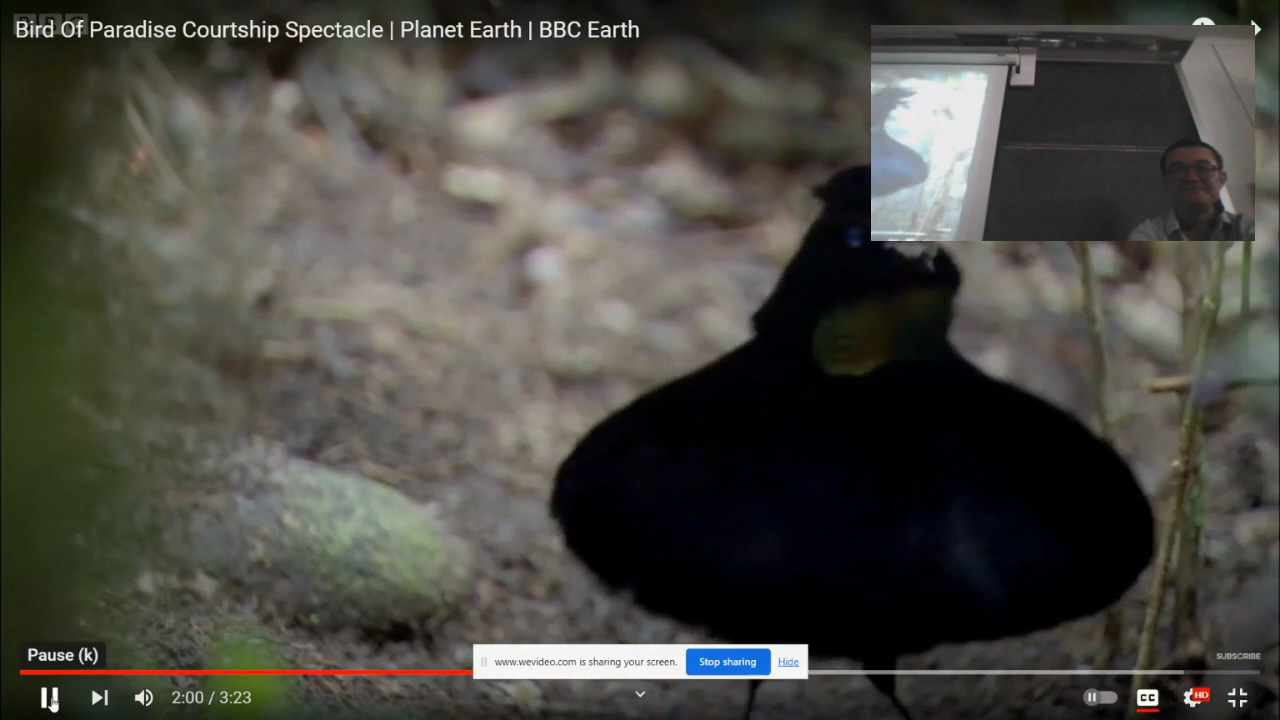 Bird Of Paradise Courtship Spectacle | Planet Earth | BBC Earth
Pause (k)
www.wevideo.com is sharing your screen.
Stop sharing
Hide
SUBSCRIBE
2:00 / 3:23
CC
HD